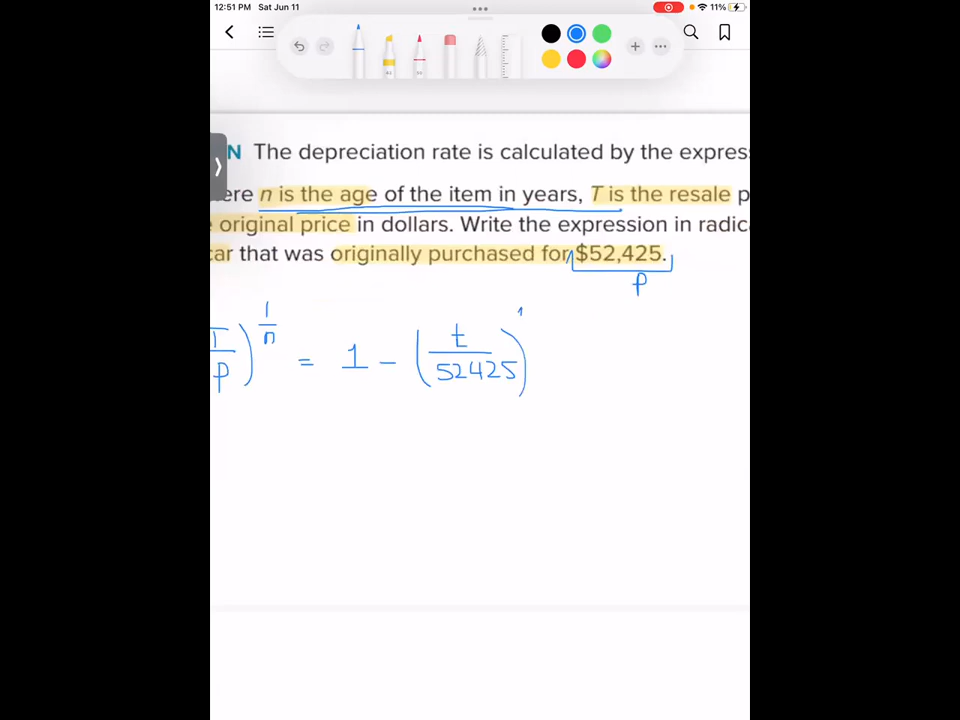 12:51 PM Sat Jun 11 11%
N The depreciation rate is calculated by the expres
ere n is the age of the item in years, T is the resale p
e original price in dollars. Write the expression in radica
car that was originally purchased for $52,425.
P
T/P)^1/n = 1 - (t/52425)^1